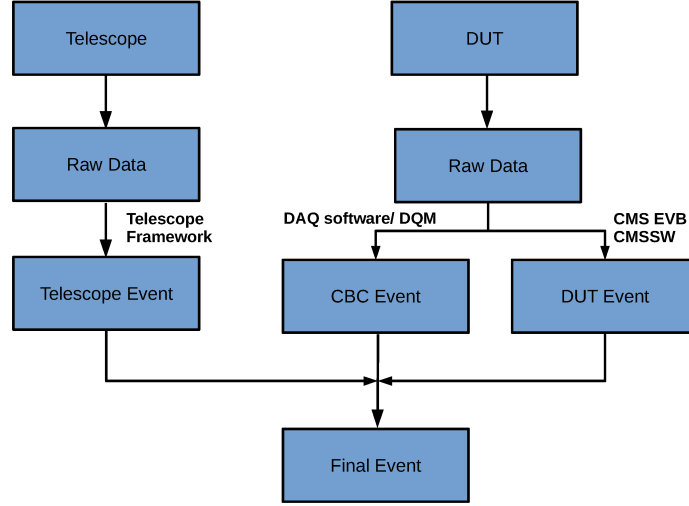 Telescope
DUT
Raw Data
Raw Data
Telescope
Framework
DAQ software/ DQM
CMS EVB
CMSSW
Telescope Event
CBC Event
DUT Event
Final Event